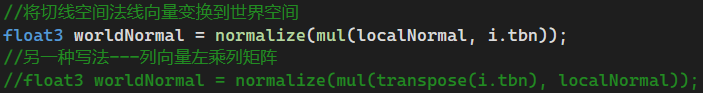 //将切线空间法线向量变换到世界空间
float3 worldNormal = normalize(mul(localNormal, i.tbn));
//另一种写法---列向量左乘列矩阵
//float3 worldNormal = normalize(mul(transpose(i.tbn), localNormal));